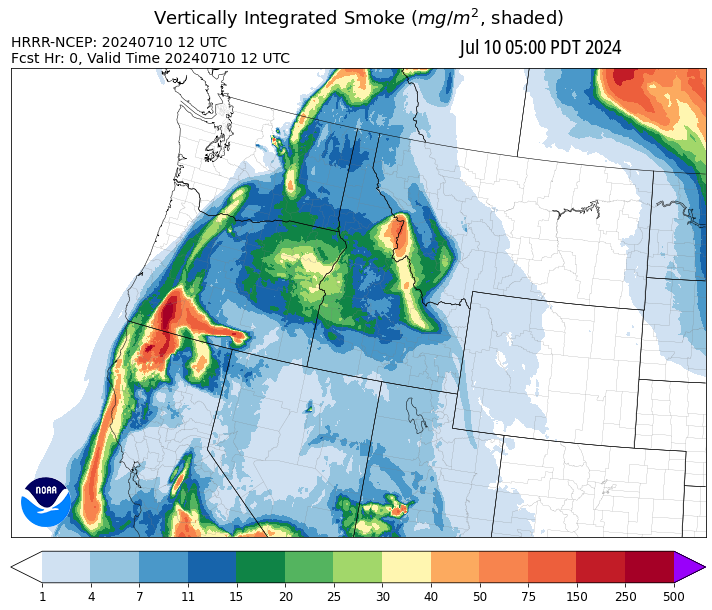 Vertically Integrated Smoke (mg/m², shaded)
HRRR-NCEP: 20240710 12 UTC
Jul 10 05:00 PDT 2024
Fcst Hr: 0, Valid Time 20240710 12 UTC
NOAA
1 4 7 11 15 20 25 30 40 50 75 150 250 500